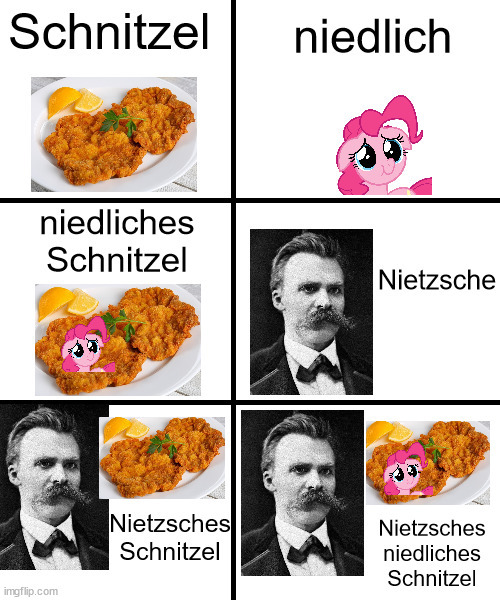 Schnitzel
niedlich
niedliches
Schnitzel
Nietzsche
Nietzsches
Schnitzel
Nietzsches
niedliches
Schnitzel
imgflip.com